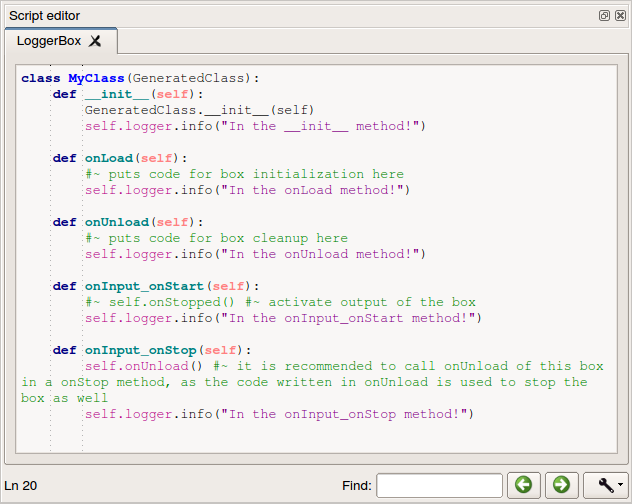 Script editor
LoggerBox
class MyClass(GeneratedClass):
    def __init__(self):
        GeneratedClass.__init__(self)
        self.logger.info("In the __init__ method!")
    def onLoad(self):
        #~ puts code for box initialization here
        self.logger.info("In the onLoad method!")
    def onUnload(self):
        #~ puts code for box cleanup here
        self.logger.info("In the onUnload method!")
    def onInput_onStart(self):
        #~ self.onStopped() #~ activate output of the box
        self.logger.info("In the onInput_onStart method!")
    def onInput_onStop(self):
        self.onUnload() #~ it is recommended to call onUnload of this box
in a onStop method, as the code written in onUnload is used to stop the
box as well
        self.logger.info("In the onInput_onStop method!")
Ln 20
Find: